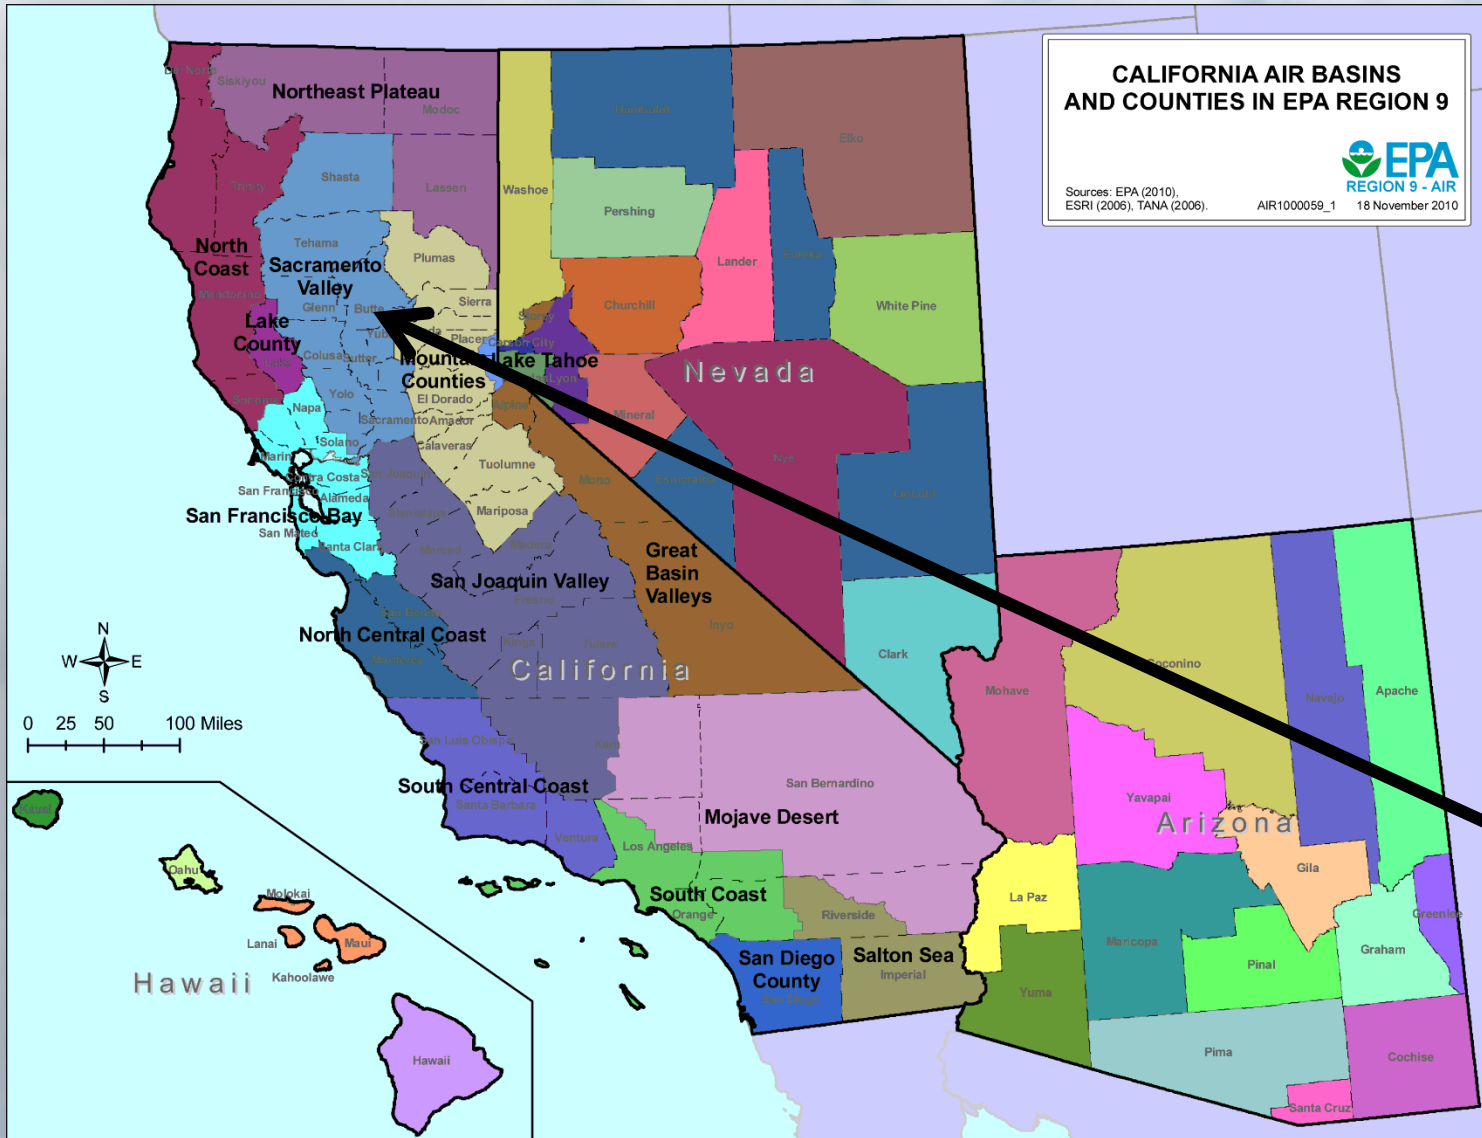 CALIFORNIA AIR BASINS
AND COUNTIES IN EPA REGION 9
EPA
REGION 9 - AIR
Sources: EPA (2010),
ESRI (2006), TANA (2006).
AIR1000059_1
18 November 2010
Del Norte
Siskiyou
Northeast Plateau
Modoc
Humboldt
Elko
Trinity
Shasta
Lassen
Washoe
Pershing
Tehama
Plumas
Lander
Eureka
North
Coast
Sacramento
Valley
Mendocino
Glenn
Butte
Sierra
Storey
Churchill
White Pine
Lake
County
Lake
Colusa
Sutter
Placer
Carson City
Mountain
Counties
Lake Tahoe
Lyon
Nevada
Sonoma
Napa
Yolo
El Dorado
Alpine
Mineral
Sacramento
Amador
Solano
Calaveras
Marin
Contra Costa
San Joaquin
Tuolumne
Mono
Esmeralda
Nye
Lincoln
San Francisco
Alameda
Stanislaus
Mariposa
San Francisco Bay
San Mateo
Santa Clara
Merced
Madera
Great
Basin
Valleys
San Joaquin Valley
Fresno
San Benito
North Central Coast
Kings
Tulare
Inyo
Monterey
California
Clark
Mohave
Coconino
Navajo
Apache
N
W
E
S
0 25 50 100 Miles
San Luis Obispo
Kern
San Bernardino
South Central Coast
Santa Barbara
Mojave Desert
Yavapai
Arizona
Ventura
Los Angeles
Gila
South Coast
Orange
Riverside
La Paz
Greenlee
Maricopa
Graham
San Diego
County
San Diego
Salton Sea
Imperial
Pinal
Yuma
Pima
Cochise
Santa Cruz
Kauai
Oahu
Molokai
Lanai
Maui
Kahoolawe
Hawaii
Hawaii